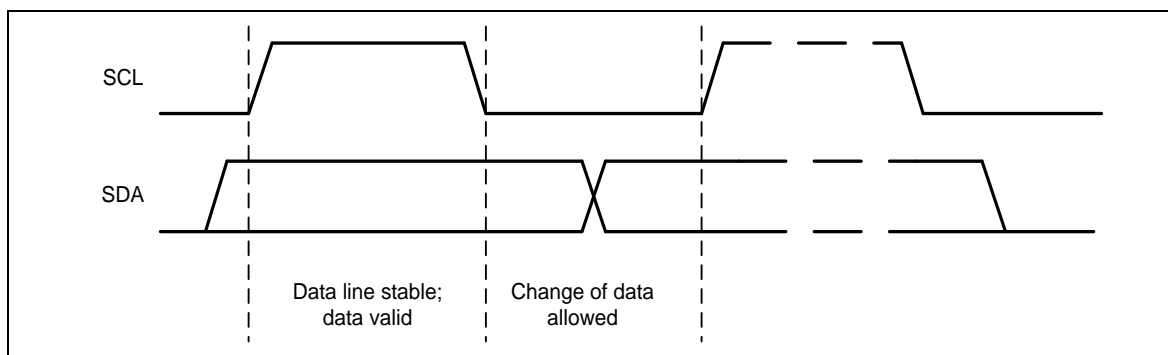 SCL
SDA
Data line stable;
data valid
Change of data
allowed